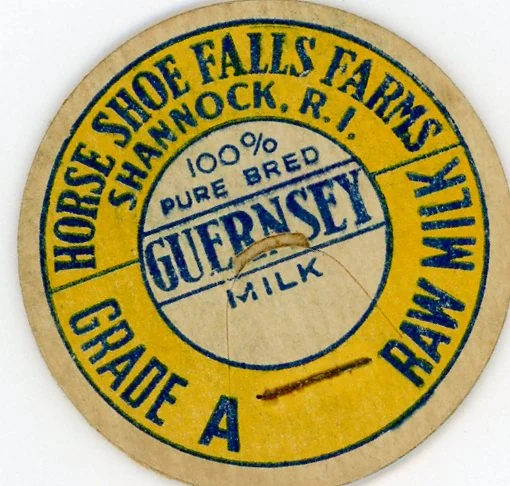 HORSE SHOE FALLS FARMS
SHANNOCK, R. I.
100%
PURE BRED
GUERNSEY
MILK
GRADE A
RAW MILK